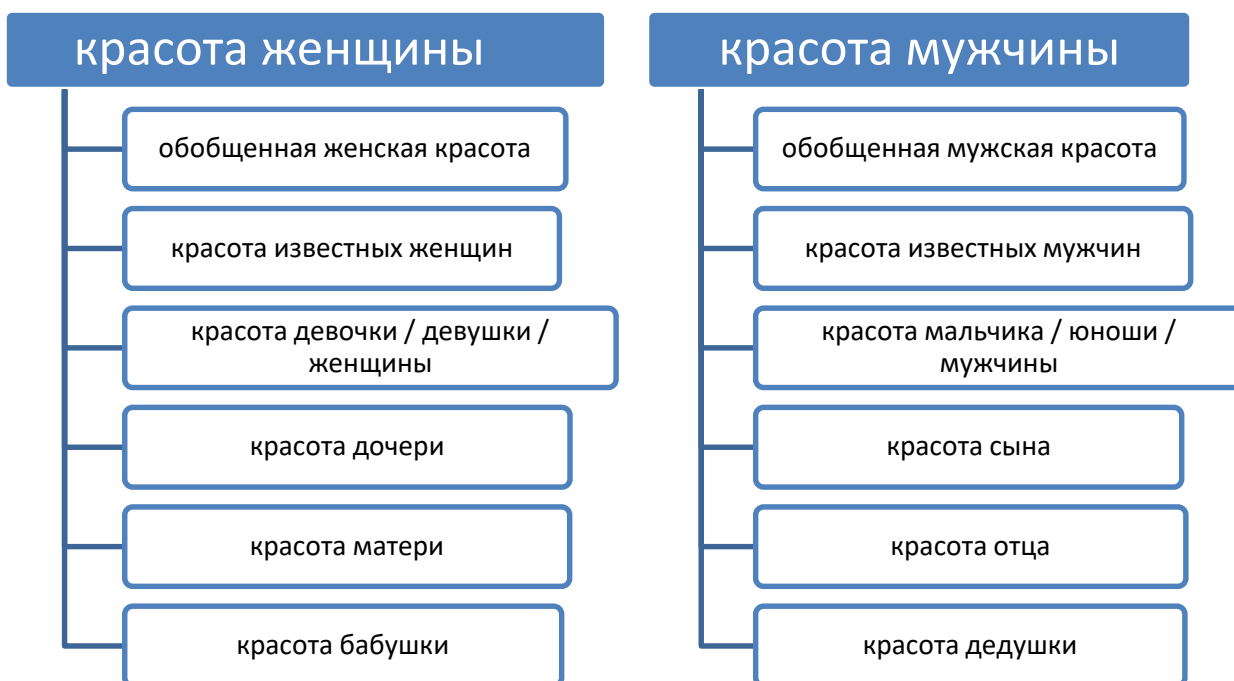 красота женщины
обобщенная женская красота
красота известных женщин
красота девочки / девушки /
женщины
красота дочери
красота матери
красота бабушки
красота мужчины
обобщенная мужская красота
красота известных мужчин
красота мальчика / юноши /
мужчины
красота сына
красота отца
красота дедушки